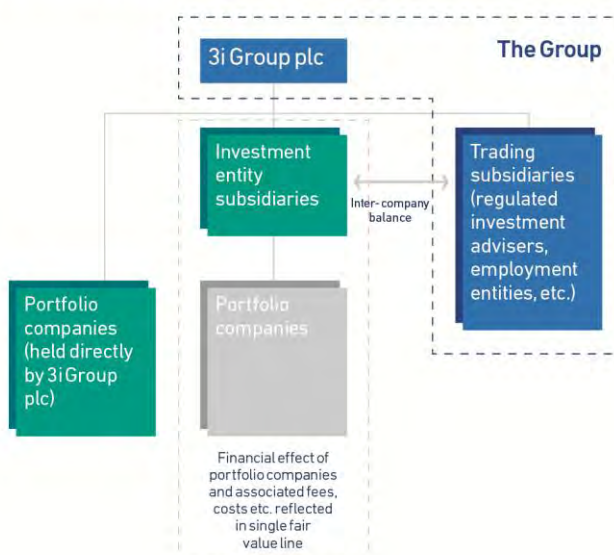 The Group
3i Group plc
Investment
entity
subsidiaries
Inter-company
balance
Trading
subsidiaries
(regulated
investment
advisers,
employment
entities, etc.)
Portfolio
companies
(held directly
by 3i Group
plc)
Portfolio
companies
Financial effect of
portfolio companies
and associated fees,
costs etc. reflected
in single fair
value line